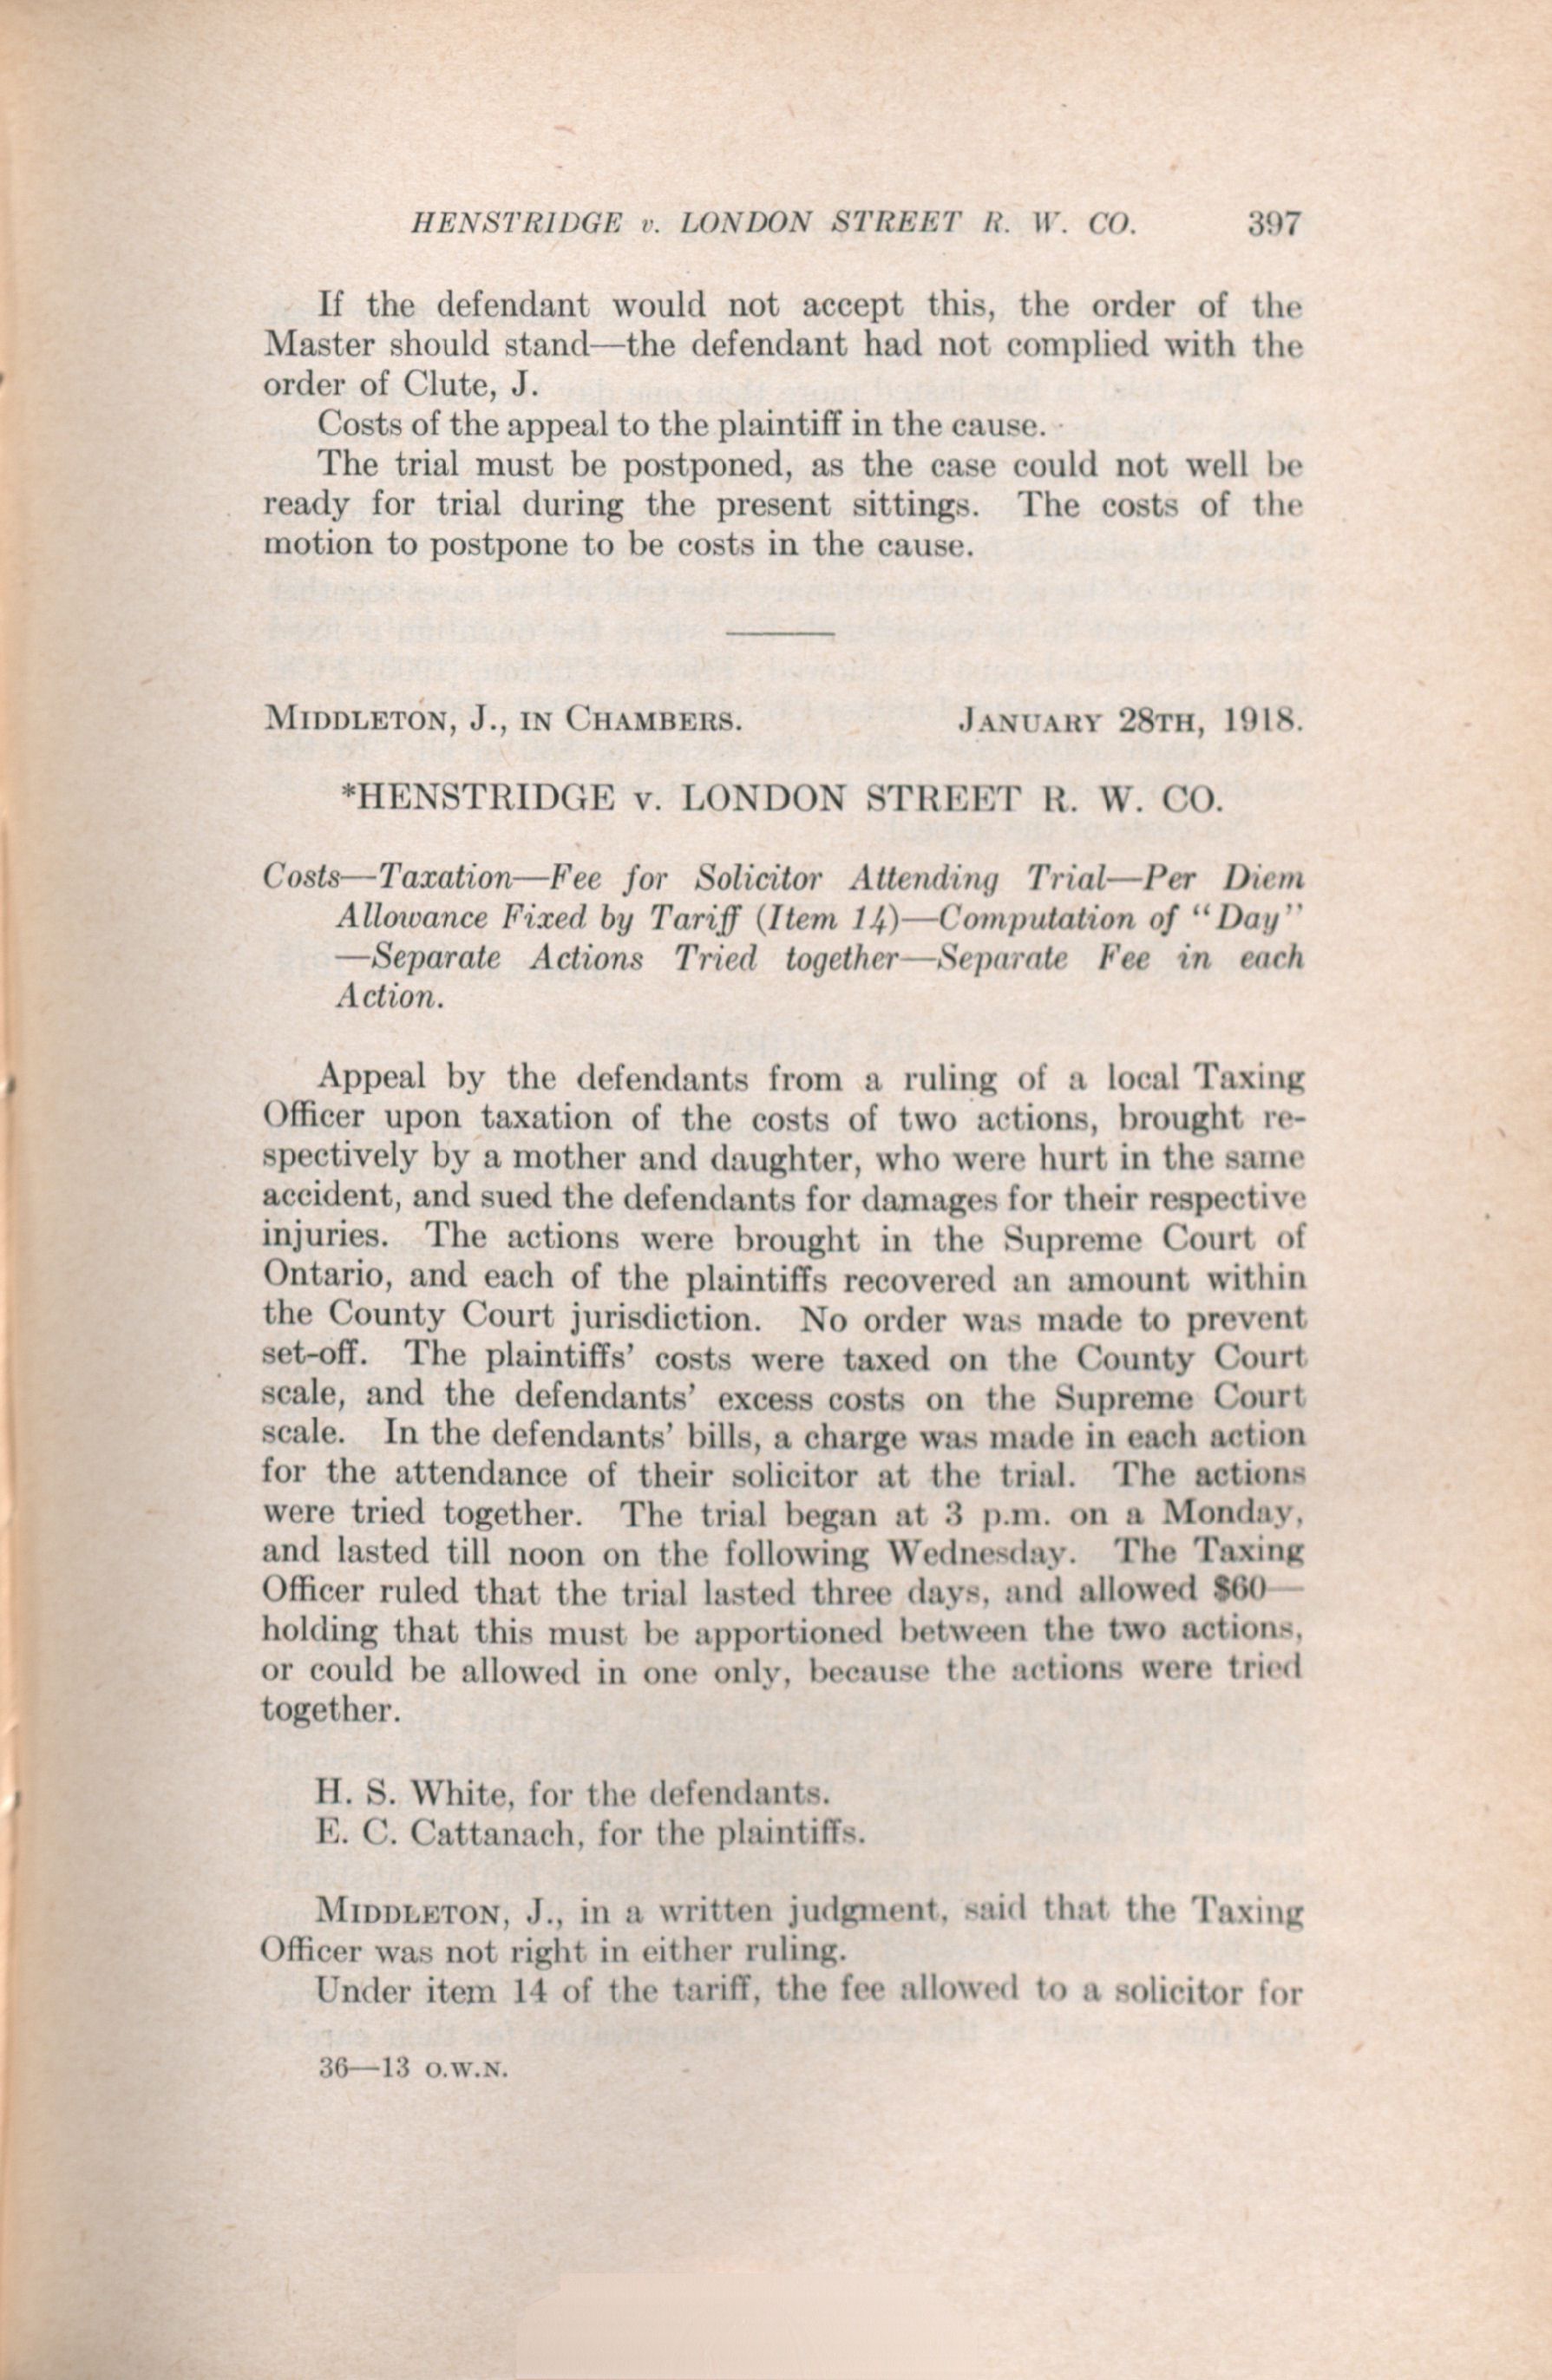 HENSTRIDGE v. LONDON STREET R. W. CO. 397
If the defendant would not accept this, the order of the
Master should stand—the defendant had not complied with the
order of Clute, J.
Costs of the appeal to the plaintiff in the cause.
The trial must be postponed, as the case could not well be
ready for trial during the present sittings. The costs of the
motion to postpone to be costs in the cause.
MIDDLETON, J., IN CHAMBERS. JANUARY 28TH, 1918.
*HENSTRIDGE v. LONDON STREET R. W. CO.
Costs—Taxation—Fee for Solicitor Attending Trial—Per Diem
Allowance Fixed by Tariff (Item 14)—Computation of "Day"
—Separate Actions Tried together—Separate Fee in each
Action.
Appeal by the defendants from a ruling of a local Taxing
Officer upon taxation of the costs of two actions, brought re-
spectively by a mother and daughter, who were hurt in the same
accident, and sued the defendants for damages for their respective
injuries. The actions were brought in the Supreme Court of
Ontario, and each of the plaintiffs recovered an amount within
the County Court jurisdiction. No order was made to prevent
set-off. The plaintiffs' costs were taxed on the County Court
scale, and the defendants' excess costs on the Supreme Court
scale. In the defendants' bills, a charge was made in each action
for the attendance of their solicitor at the trial. The actions
were tried together. The trial began at 3 p.m. on a Monday,
and lasted till noon on the following Wednesday. The Taxing
Officer ruled that the trial lasted three days, and allowed $60—
holding that this must be apportioned between the two actions,
or could be allowed in one only, because the actions were tried
together.
H. S. White, for the defendants.
E. C. Cattanach, for the plaintiffs.
MIDDLETON, J., in a written judgment, said that the Taxing
Officer was not right in either ruling.
Under item 14 of the tariff, the fee allowed to a solicitor for
36—13 O.W.N.